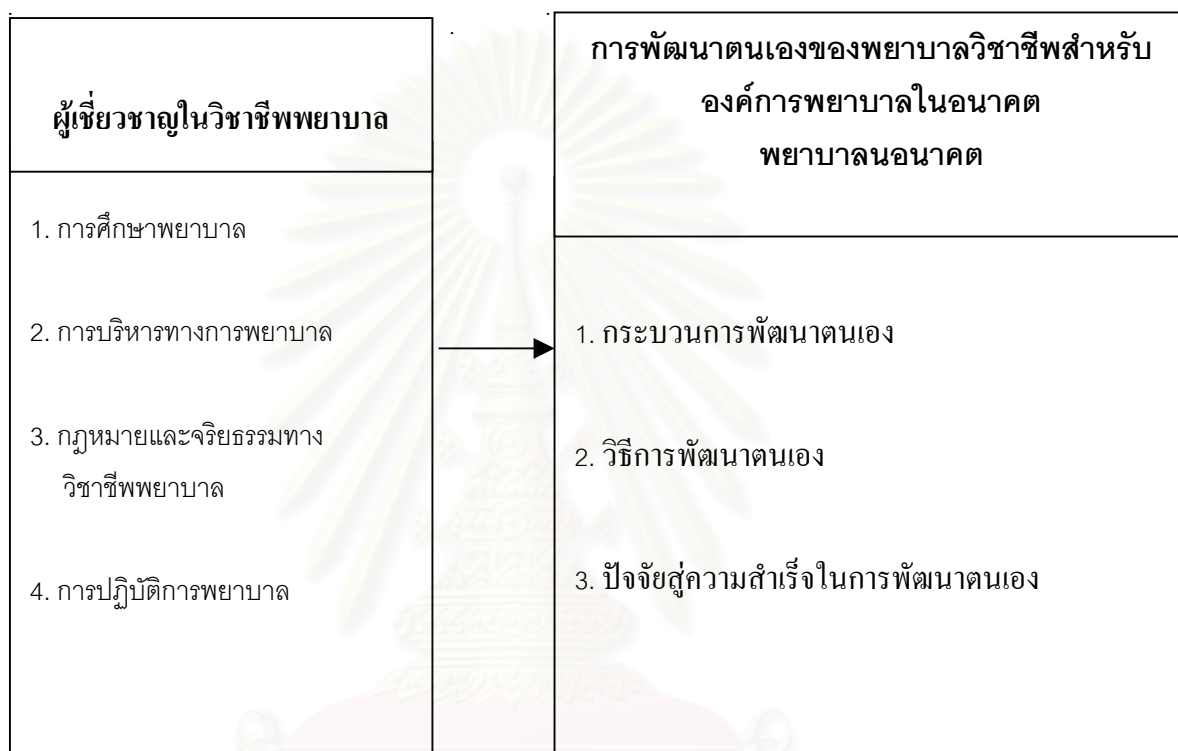 ผู้เชี่ยวชาญในวิชาชีพพยาบาล
1. การศึกษาพยาบาล
2. การบริหารทางการพยาบาล
3. กฎหมายและจริยธรรมทาง
วิชาชีพพยาบาล
4. การปฏิบัติการพยาบาล
การพัฒนาตนเองของพยาบาลวิชาชีพสำหรับ
องค์การพยาบาลในอนาคต
พยาบาลนอนาคต
1. กระบวนการพัฒนาตนเอง
2. วิธีการพัฒนาตนเอง
3. ปัจจัยสู่ความสำเร็จในการพัฒนาตนเอง